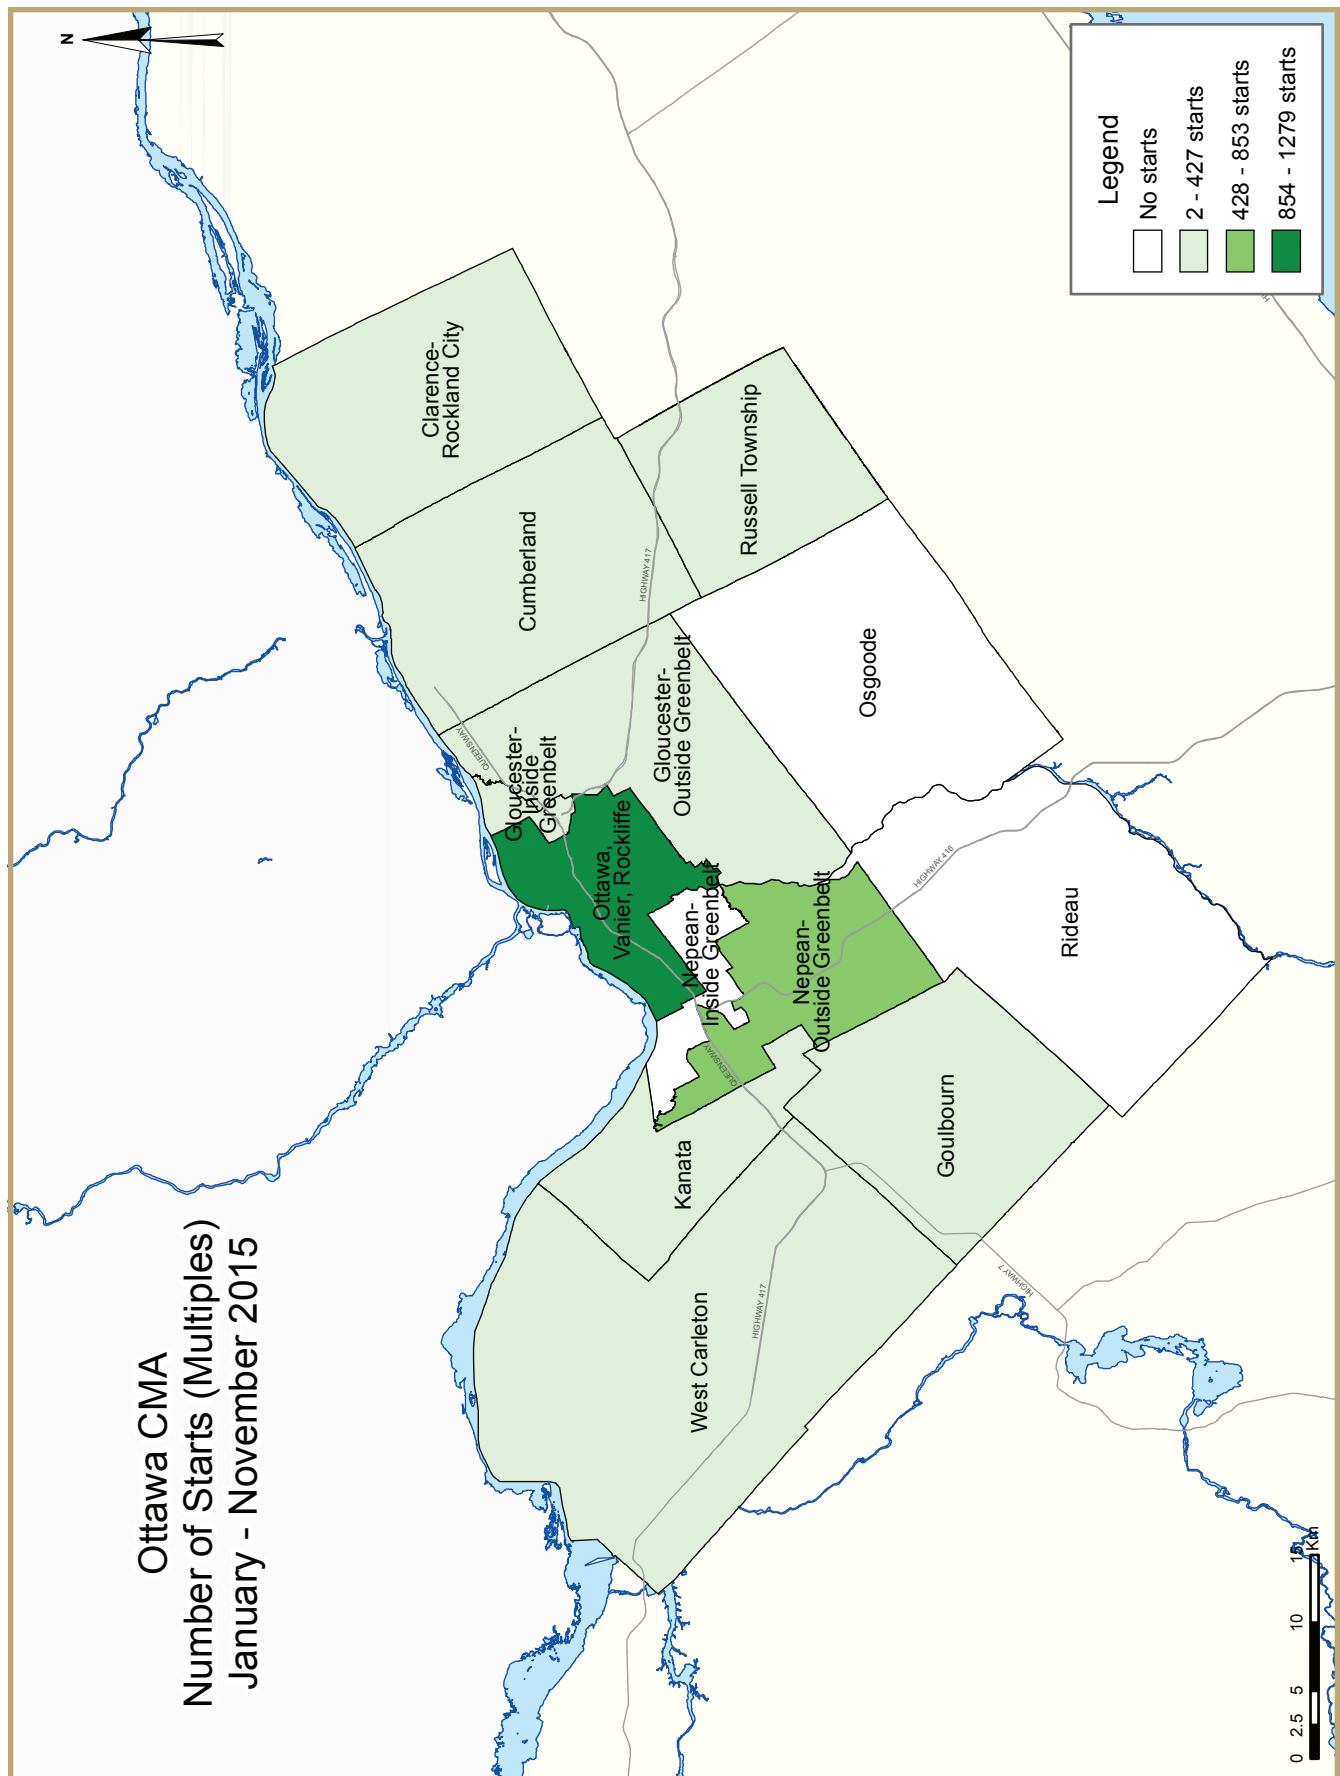 Ottawa CMA
Number of Starts (Multiples)
January - November 2015
N
Legend
No starts
2 - 427 starts
428 - 853 starts
854 - 1279 starts
Clarence-
Rockland City
Cumberland
Russell Township
HIGHWAY 417
QUEENSWAY
Gloucester-
Inside
Greenbelt
Gloucester-
Outside Greenbelt
Osgoode
Ottawa,
Vanier, Rockliffe
Nepean-
Inside Greenbelt
Nepean-
Outside Greenbelt
HIGHWAY 416
Rideau
QUEENSWAY
Kanata
Goulbourn
West Carleton
HIGHWAY 417
HIGHWAY 7
H
0 2.5 5 10 15
Km